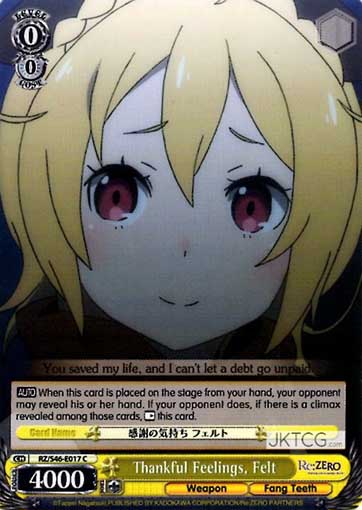 LEVEL
0
0
COST
You saved my life, and I can't let a debt go unpaid.
AUTO When this card is placed on the stage from your hand, your opponent
may reveal his or her hand. If your opponent does, if there is a climax
revealed among those cards, this card.
Card Name 感謝の気持ち フェルト
JKTCG.com
CH RZ/S46-E017 C
Thankful Feelings, Felt
Re:ZERO
4000
Weapon Fang Teeth
©Tappei Nagatsuki,PUBLISHED BY KADOKAWA CORPORATION/Re:ZERO PARTNERS